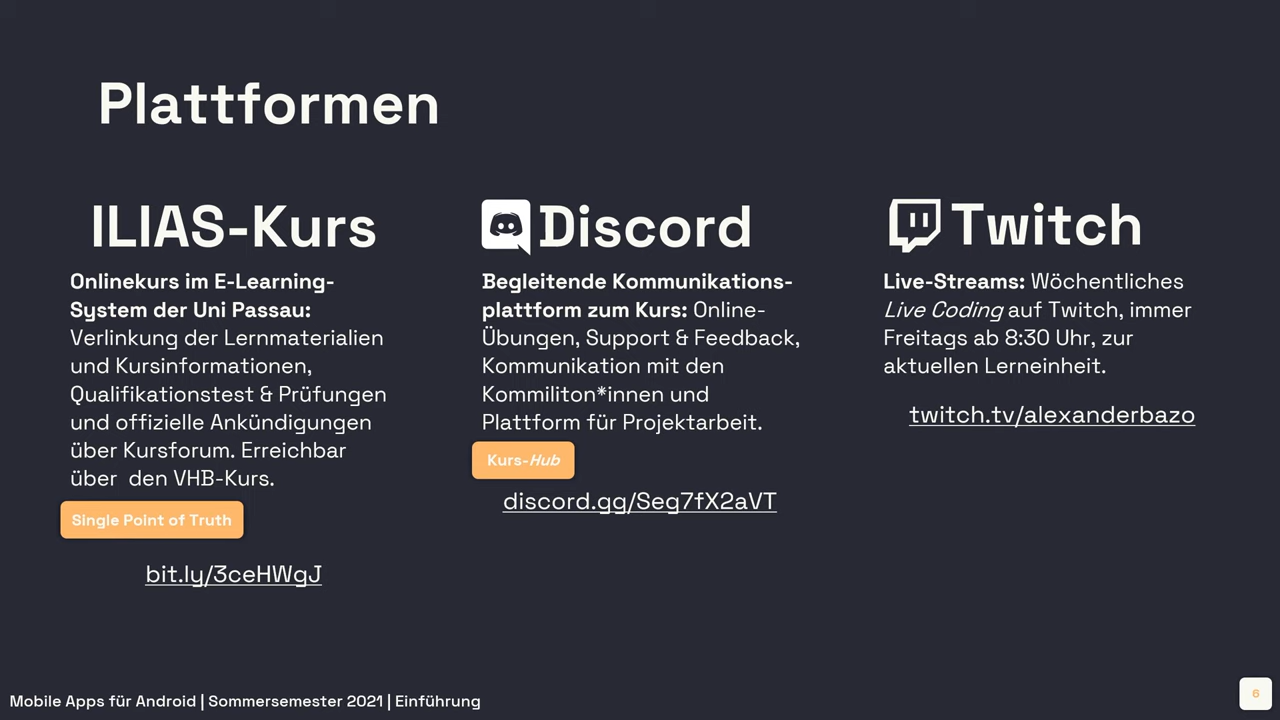 Plattformen
ILIAS-Kurs
Onlinekurs im E-Learning-
System der Uni Passau:
Verlinkung der Lernmaterialien
und Kursinformationen,
Qualifikationstest & Prüfungen
und offizielle Ankündigungen
über Kursforum. Erreichbar
über den VHB-Kurs.
Single Point of Truth
bit.ly/3ceHWgJ
Discord
Begleitende Kommunikations-
plattform zum Kurs: Online-
Übungen, Support & Feedback,
Kommunikation mit den
Kommiliton*innen und
Plattform für Projektarbeit.
Kurs-Hub
discord.gg/Seg7fX2aVT
Twitch
Live-Streams: Wöchentliches
Live Coding auf Twitch, immer
Freitags ab 8:30 Uhr, zur
aktuellen Lerneinheit.
twitch.tv/alexanderbazo
Mobile Apps für Android | Sommersemester 2021 | Einführung
6